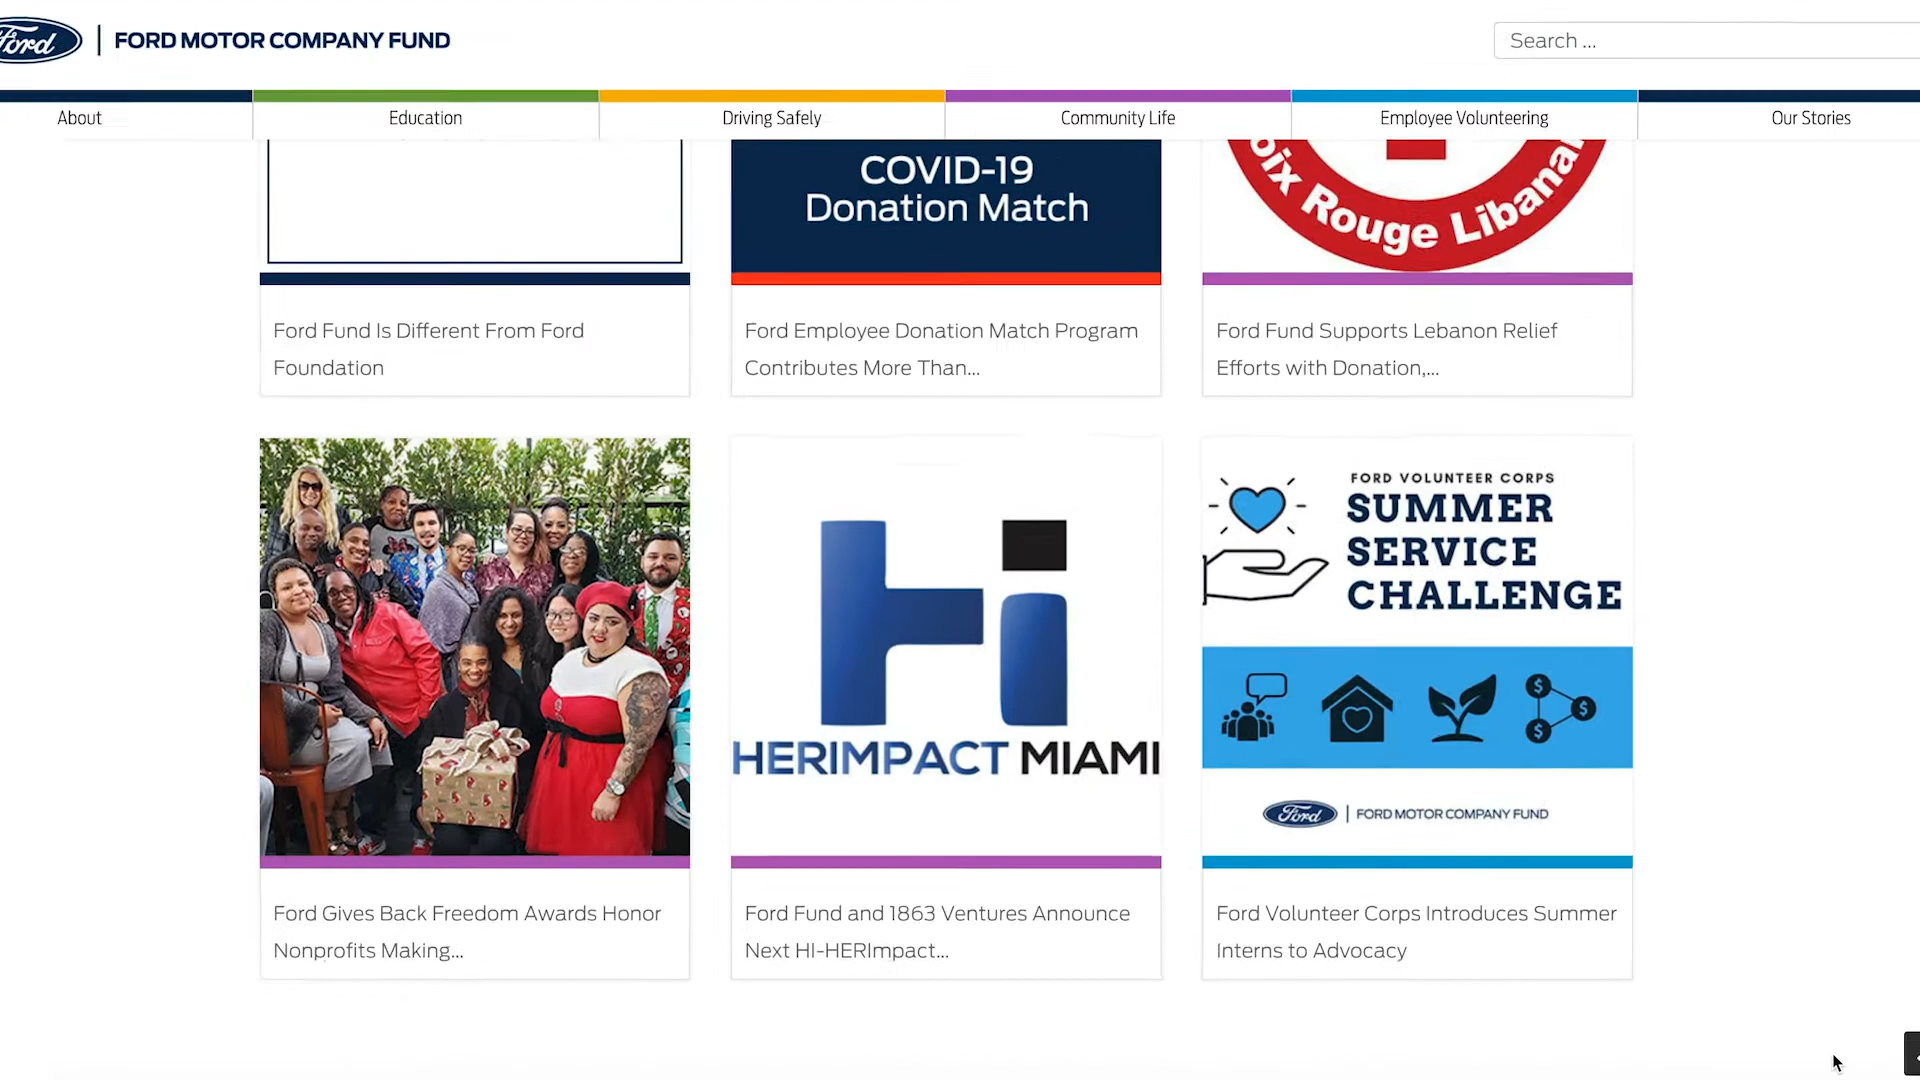 Ford
FORD MOTOR COMPANY FUND
Search ...
About
Education
Driving Safely
Community Life
Employee Volunteering
Our Stories
COVID-19
Donation Match
Rouge
Ford Fund Is Different From Ford
Foundation
Ford Employee Donation Match Program
Contributes More Than...
Ford Fund Supports Lebanon Relief
Efforts with Donation,...
Hi
HERIMPACT MIAMI
FORD VOLUNTEER CORPS
SUMMER
SERVICE
CHALLENGE
$ $ $
Ford
FORD MOTOR COMPANY FUND
Ford Gives Back Freedom Awards Honor
Nonprofits Making...
Ford Fund and 1863 Ventures Announce
Next HI-HERImpact...
Ford Volunteer Corps Introduces Summer
Interns to Advocacy